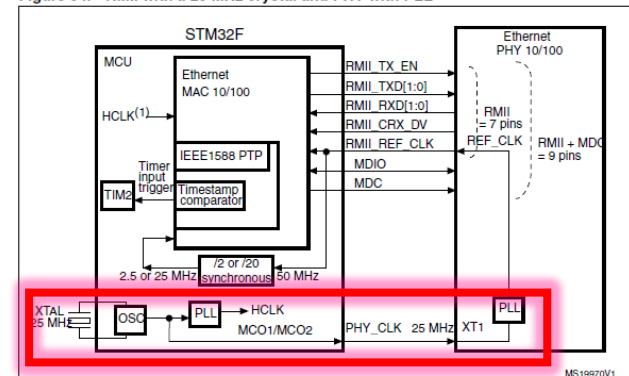 STM32F
Ethernet
PHY 10/100
MCU
Ethernet
MAC 10/100
HCLK(1)
IEEE1588 PTP
Timer
input
trigger
Timestamp
comparator
TIM2
/2 or /20
synchronous
2.5 or 25 MHz
50 MHz
RMII_TX_EN
RMII_TXD[1:0]
RMII_RXD[1:0]
RMII_CRX_DV
RMII_REF_CLK
MDIO
MDC
RMII
= 7 pins
REF_CLK
RMII + MDC
= 9 pins
XTAL
25 MHz
OSC
PLL
HCLK
MCO1/MCO2
PHY_CLK 25 MHz
XT1
PLL
MS19970V1